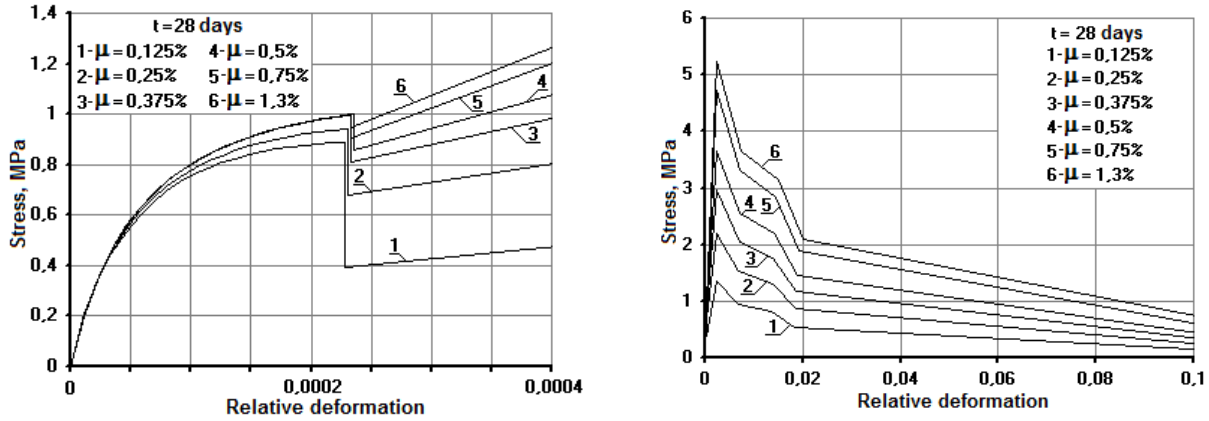 1,4
t = 28 days
1-μ = 0,125% 4-μ = 0,5%
2-μ = 0,25% 5-μ = 0,75%
3-μ = 0,375% 6-μ = 1,3%
1,2
1
0,8
0,6
0,4
0,2
0
Stress, MPa
6
5
4
3
2
1
0
0,0002
0,0004
Relative deformation
6
5
4
3
2
1
0
Stress, MPa
t = 28 days
1-μ = 0,125%
2-μ = 0,25%
3-μ = 0,375%
4-μ = 0,5%
5-μ = 0,75%
6-μ = 1,3%
6
4 5
3
2
1
0
0,02
0,04
0,06
0,08
0,1
Relative deformation